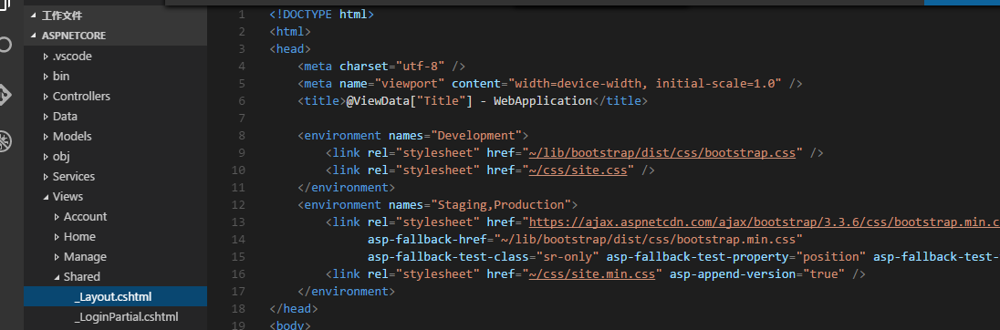 工作文件
ASPNETCORE
.vscode
bin
Controllers
Data
Models
obj
Services
Views
Account
Home
Manage
Shared
_Layout.cshtml
_LoginPartial.cshtml
1 <!DOCTYPE html>
2 <html>
3 <head>
4 <meta charset="utf-8" />
5 <meta name="viewport" content="width=device-width, initial-scale=1.0" />
6 <title>@ViewData["Title"] - WebApplication</title>
7
8 <environment names="Development">
9 <link rel="stylesheet" href="~/lib/bootstrap/dist/css/bootstrap.css" />
10 <link rel="stylesheet" href="~/css/site.css" />
11 </environment>
12 <environment names="Staging,Production">
13 <link rel="stylesheet" href="https://ajax.aspnetcdn.com/ajax/bootstrap/3.3.6/css/bootstrap.min.c
14 asp-fallback-href="~/lib/bootstrap/dist/css/bootstrap.min.css"
15 asp-fallback-test-class="sr-only" asp-fallback-test-property="position" asp-fallback-test-
16 <link rel="stylesheet" href="~/css/site.min.css" asp-append-version="true" />
17 </environment>
18 </head>
19 <body>